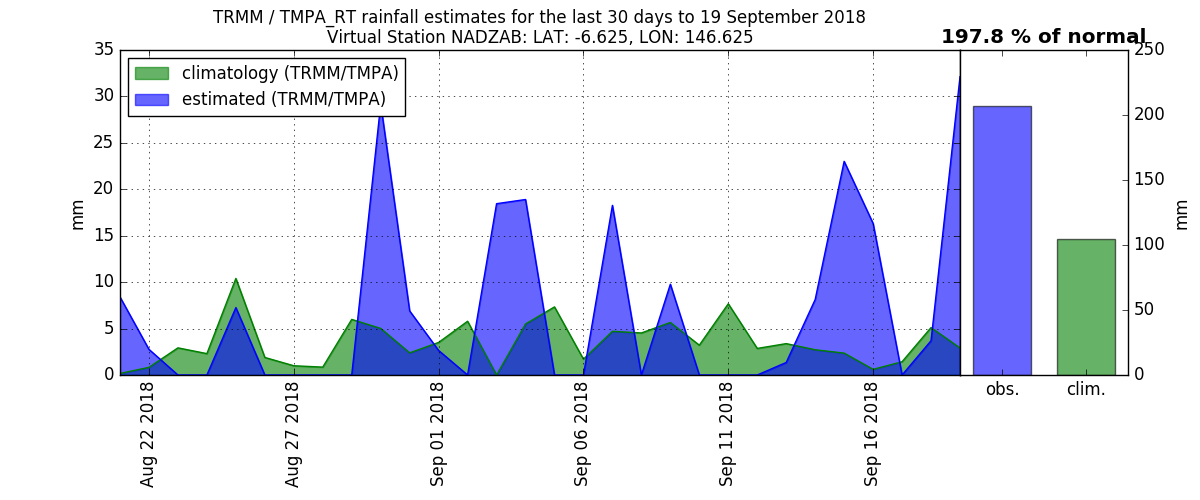 TRMM / TMPA_RT rainfall estimates for the last 30 days to 19 September 2018
Virtual Station NADZAB: LAT: -6.625, LON: 146.625
197.8 % of normal
climatology (TRMM/TMPA)
estimated (TRMM/TMPA)
35
30
25
20
15
10
5
0
mm
Aug 22 2018
Aug 27 2018
Sep 01 2018
Sep 06 2018
Sep 11 2018
Sep 16 2018
250
200
150
100
50
0
mm
obs.
clim.